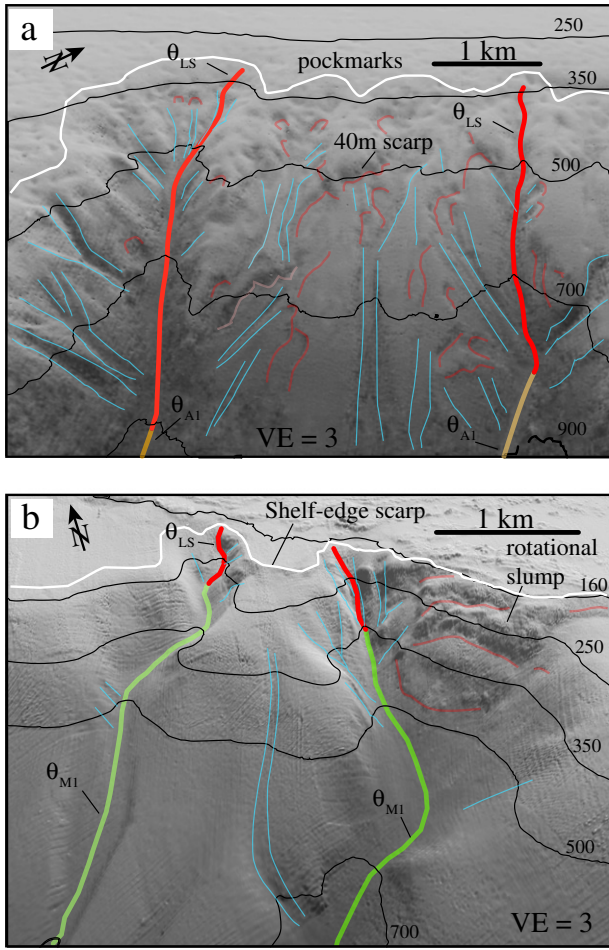 a
N
250
θLS
pockmarks
1 km
350
θLS
40m scarp
500
700
θA1
VE = 3
θA1
900
b
N
θLS
Shelf-edge scarp
1 km
rotational
slump
160
250
350
θM1
θM1
500
700
VE = 3